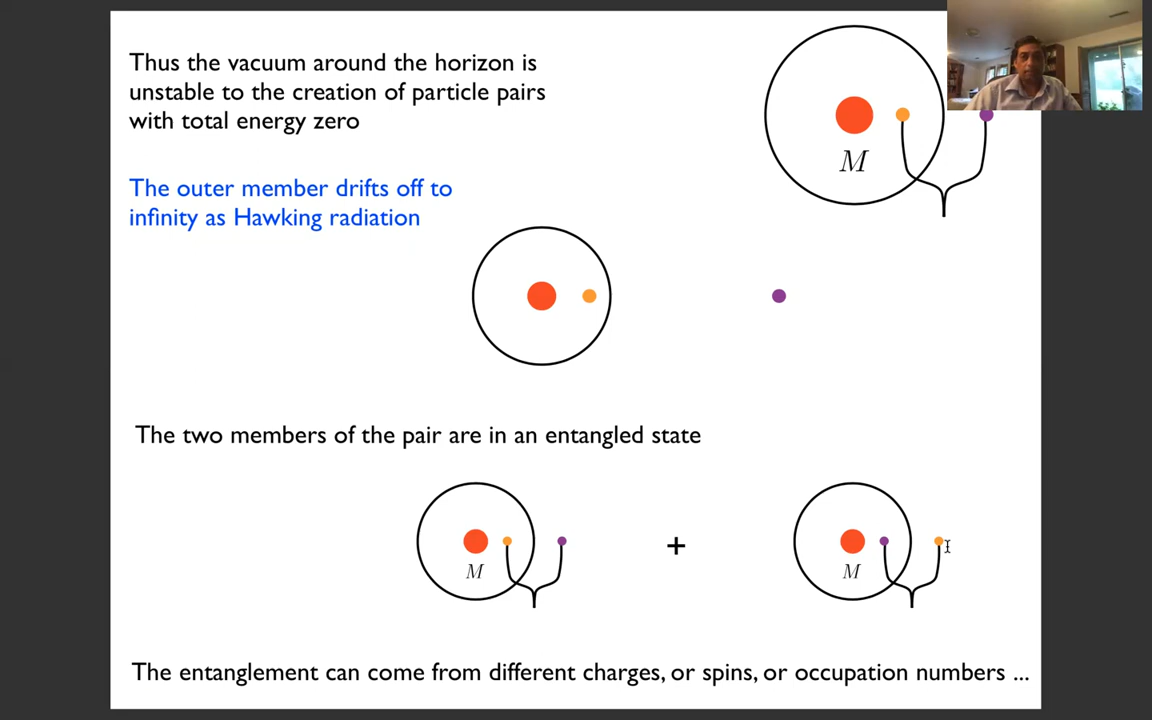 Thus the vacuum around the horizon is
unstable to the creation of particle pairs
with total energy zero
M
The outer member drifts off to
infinity as Hawking radiation
The two members of the pair are in an entangled state
+
M
M
The entanglement can come from different charges, or spins, or occupation numbers ...